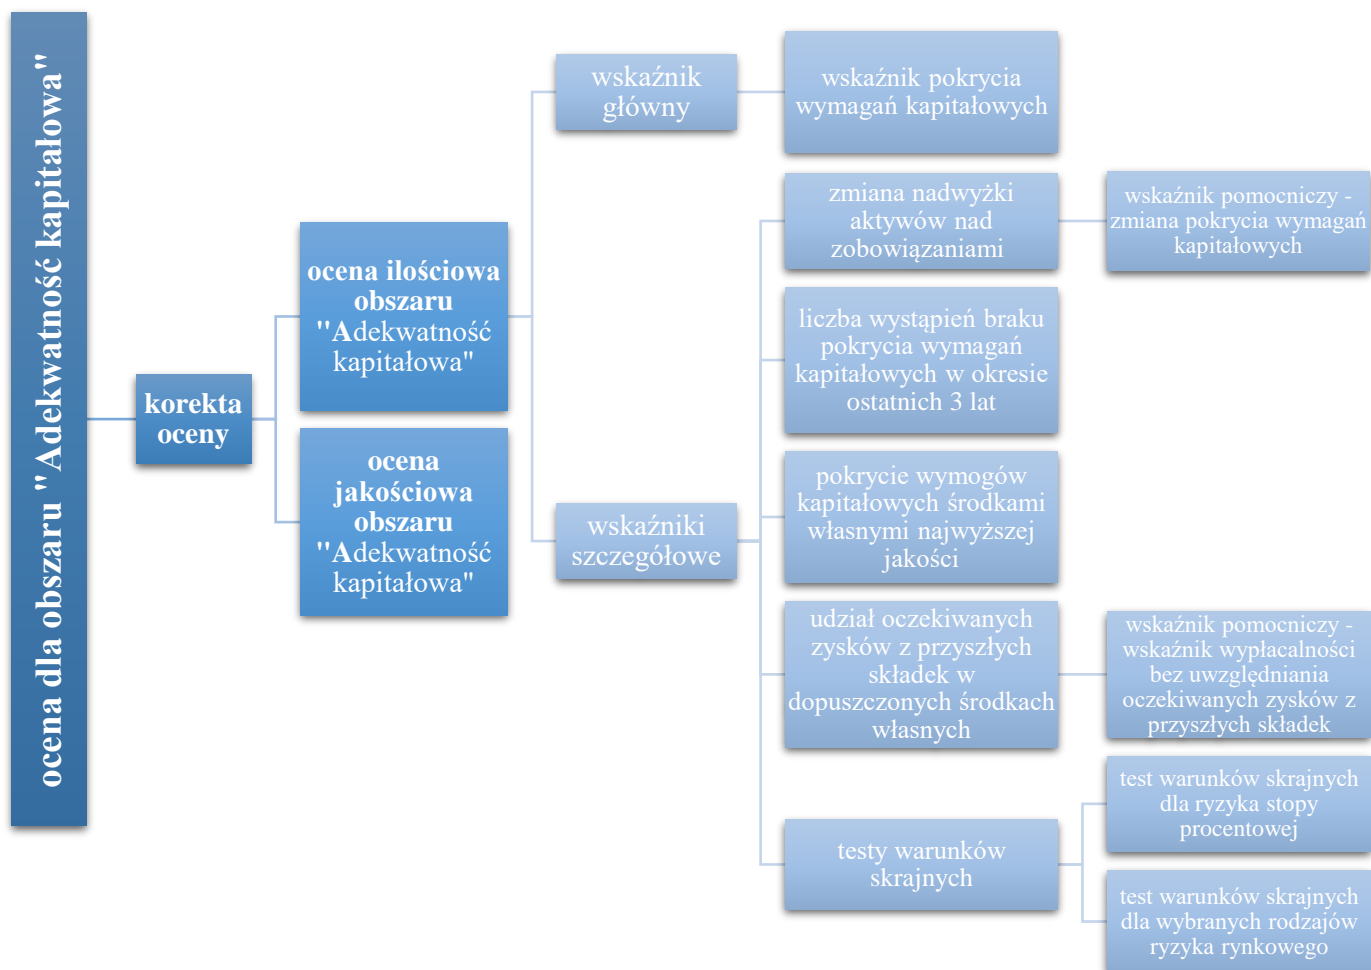 ocena dla obszaru "Adekwatność kapitałowa"
korekta
oceny
ocena ilościowa
obszaru
"Adekwatność
kapitałowa"
ocena
jakościowa
obszaru
"Adekwatność
kapitałowa"
wskaźnik
główny
wskaźniki
szczegółowe
wskaźnik pokrycia
wymagań kapitałowych
zmiana nadwyżki
aktywów nad
zobowiązaniami
wskaźnik pomocniczy -
zmiana pokrycia wymagań
kapitałowych
liczba wystąpień braku
pokrycia wymagań
kapitałowych w okresie
ostatnich 3 lat
pokrycie wymogów
kapitałowych środkami
własnymi najwyższej
jakości
udział oczekiwanych
zysków z przyszłych
składek w
dopuszczonych środkach
własnych
wskaźnik pomocniczy -
wskaźnik wypłacalności
bez uwzględniania
oczekiwanych zysków z
przyszłych składek
testy warunków
skrajnych
test warunków skrajnych
dla ryzyka stopy
procentowej
test warunków skrajnych
dla wybranych rodzajów
ryzyka rynkowego